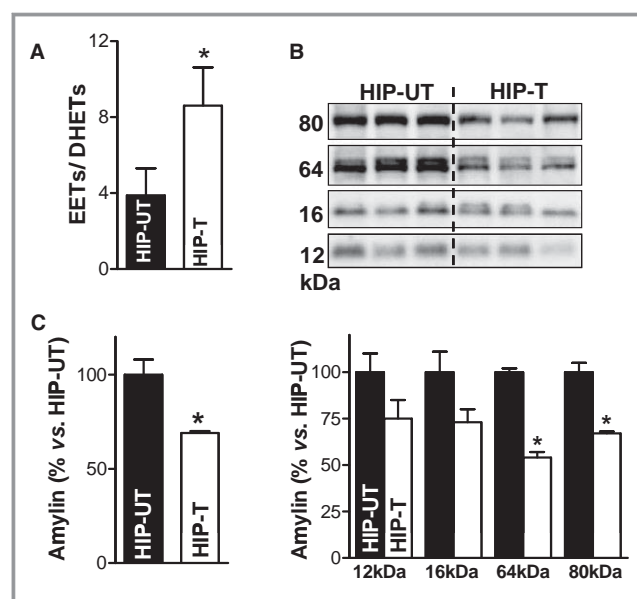 A
EETs/ DHETs
12
8
4
0
*
HIP-UT
HIP-T
B
HIP-UT HIP-T
80
64
16
12
kDa
C
Amylin (% vs. HIP-UT)
100
50
0
*
HIP-UT
HIP-T
Amylin (% vs. HIP-UT)
100
75
50
25
0
* *
HIP-UT
HIP-T
12kDa 16kDa 64kDa 80kDa